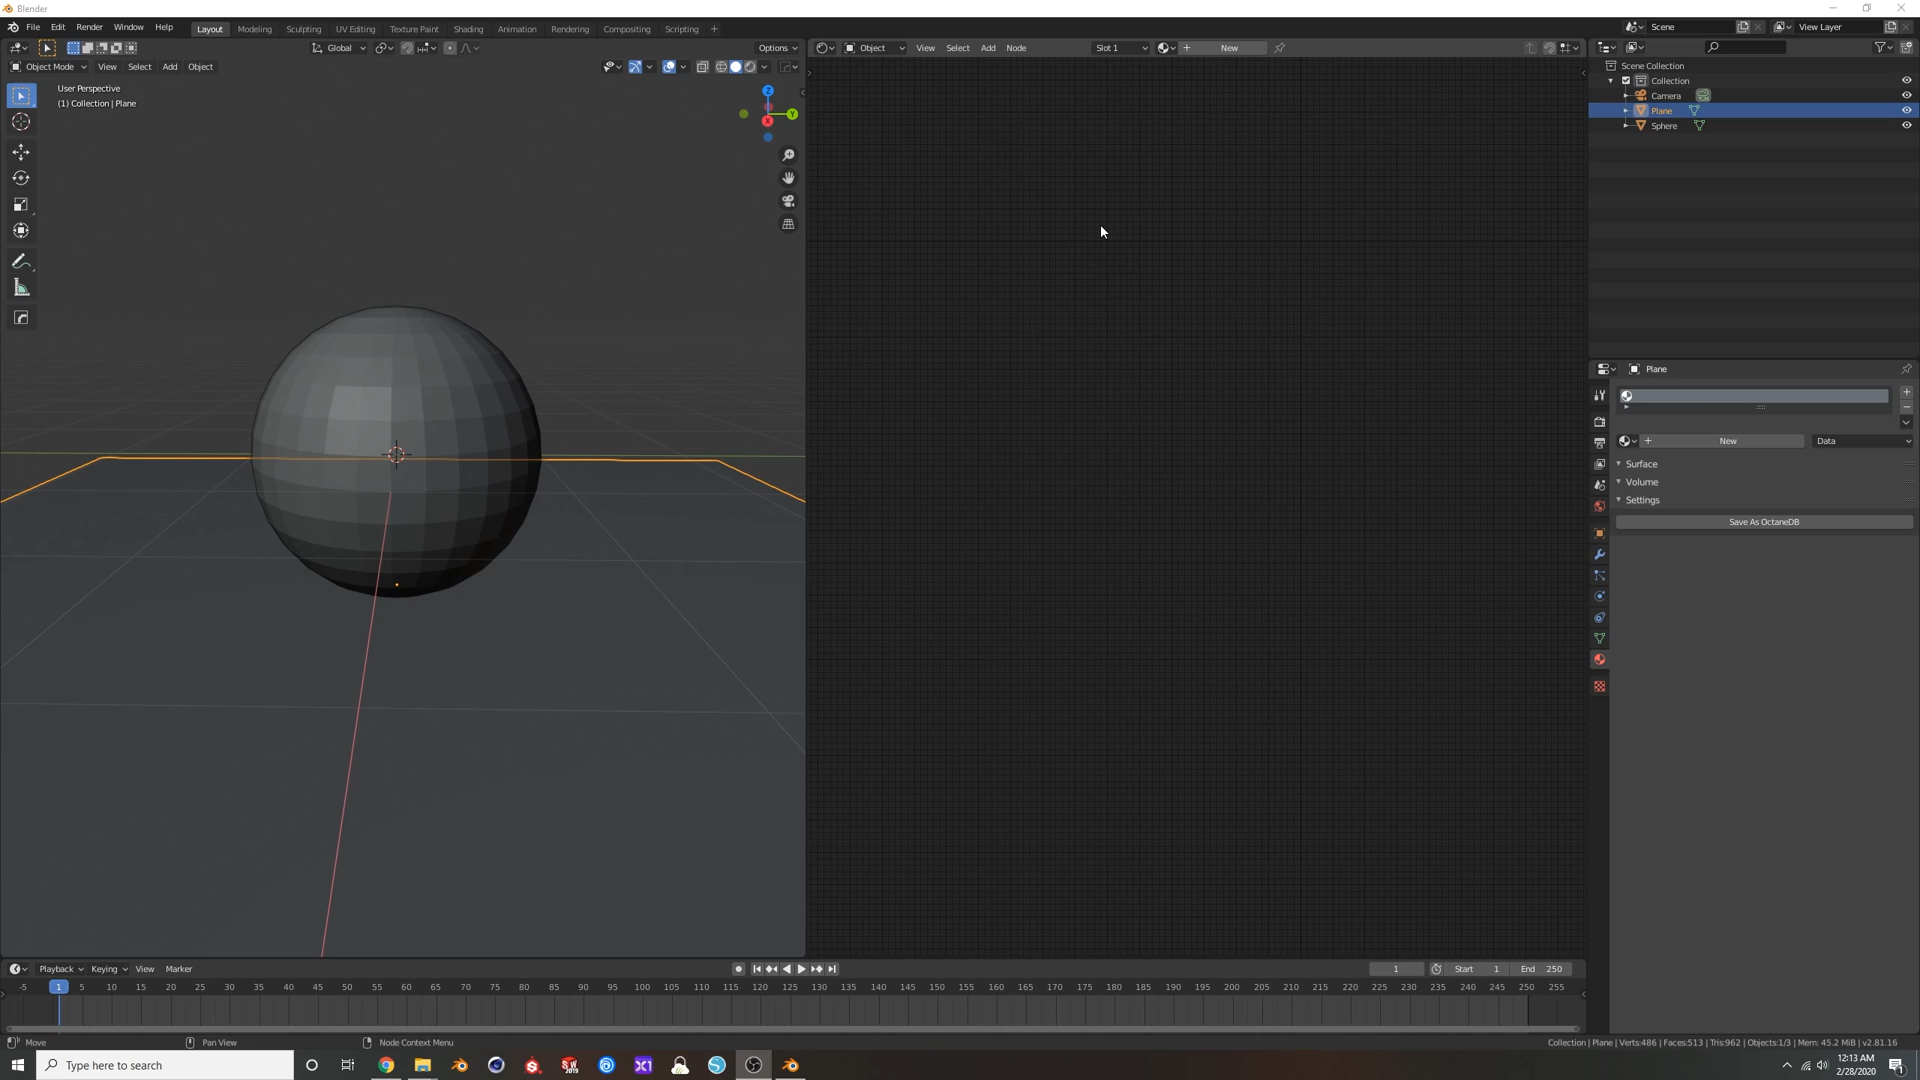 Blender
File Edit Render Window Help Layout Modeling Sculpting UV Editing Texture Paint Shading Animation Rendering Compositing Scripting + Scene View Layer
Global Options Object View Select Add Node Slot 1 New
Object Mode View Select Add Object
User Perspective
(1) Collection | Plane
Z
Y
X
Scene Collection
Collection
Camera
Plane
Sphere
Plane
New Data
Surface
Volume
Settings
Save As OctaneDB
Playback Keying View Marker 1 Start 1 End 250
-5 1 5 10 15 20 25 30 35 40 45 50 55 60 65 70 75 80 85 90 95 100 105 110 115 120 125 130 135 140 145 150 155 160 165 170 175 180 185 190 195 200 205 210 215 220 225 230 235 240 245 250 255
Move Pan View Node Context Menu Collection | Plane | Verts:486 | Faces:513 | Tris:962 | Objects:1/3 | Mem: 45.2 MiB | v2.81.16
Type here to search
SW
2019
X1
12:13 AM
2/28/2020
1